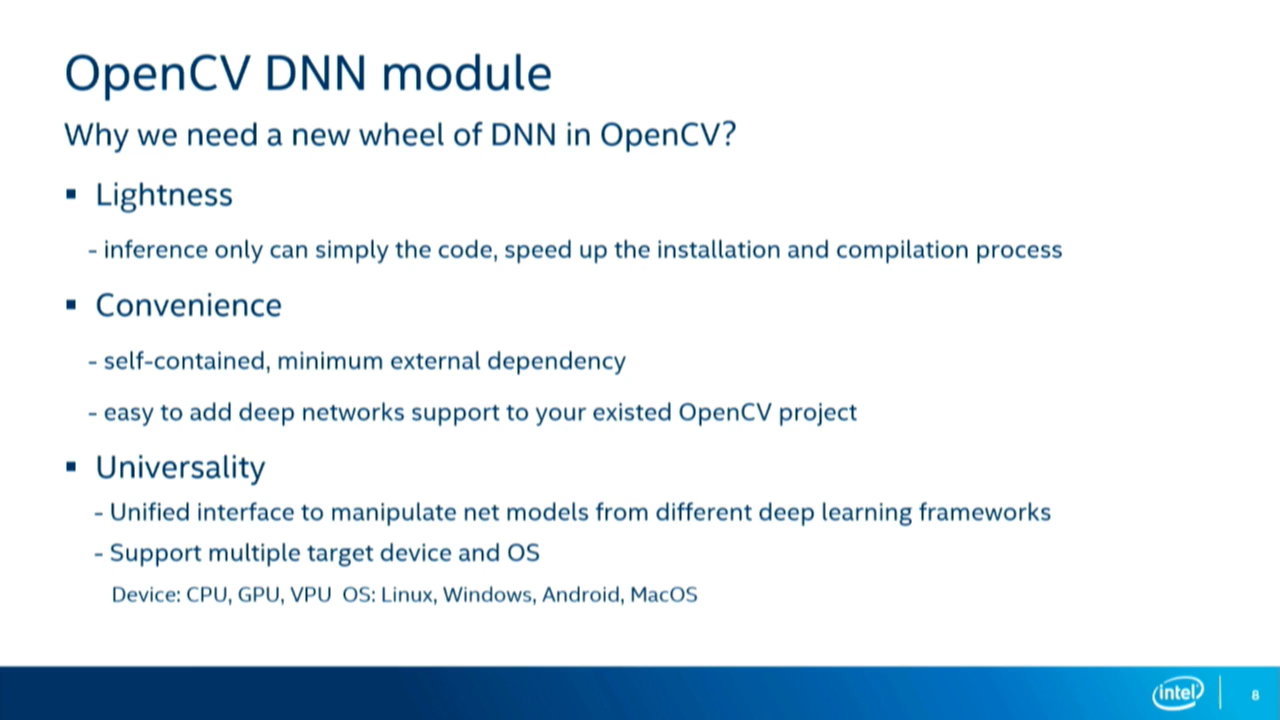 OpenCV DNN module
Why we need a new wheel of DNN in OpenCV?
▪ Lightness
- inference only can simply the code, speed up the installation and compilation process
▪ Convenience
- self-contained, minimum external dependency
- easy to add deep networks support to your existed OpenCV project
▪ Universality
- Unified interface to manipulate net models from different deep learning frameworks
- Support multiple target device and OS
Device: CPU, GPU, VPU OS: Linux, Windows, Android, MacOS
intel
8